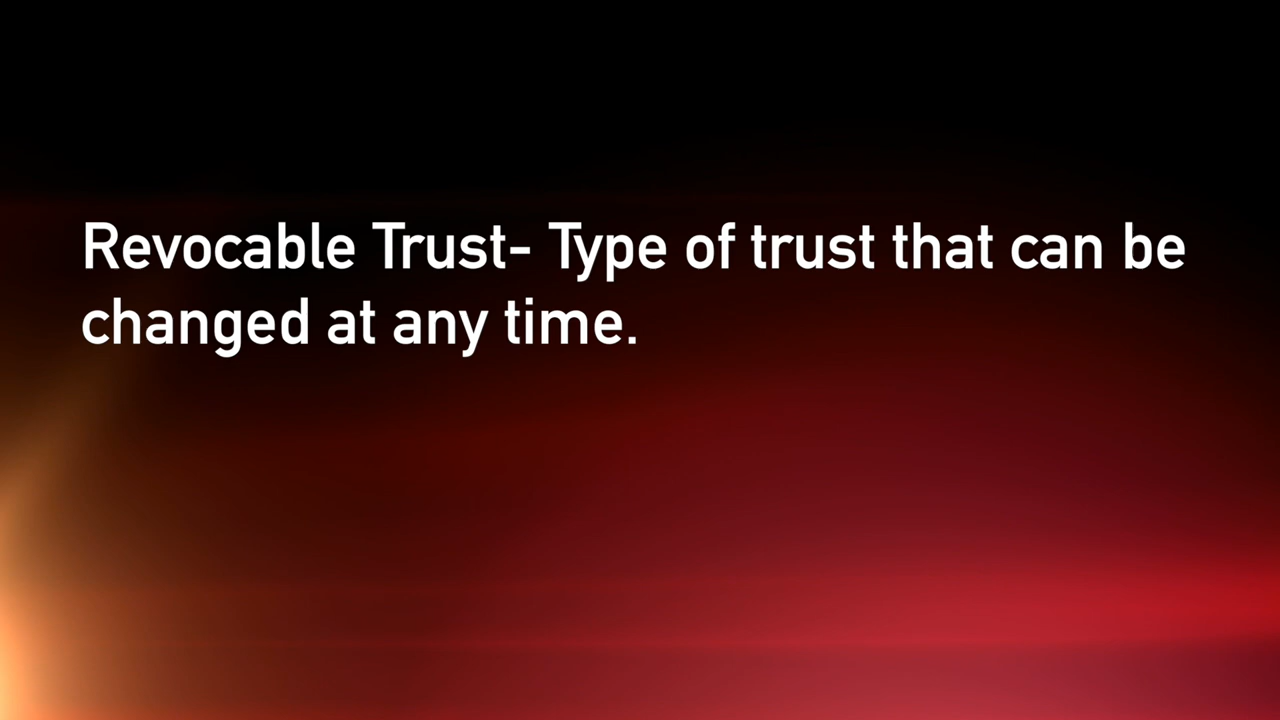 Revocable Trust- Type of trust that can be
changed at any time.